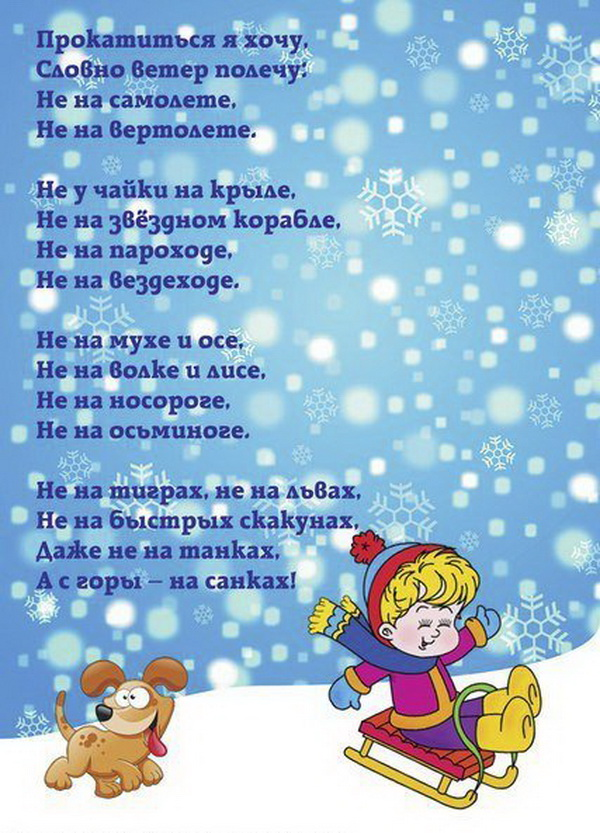 Прокатиться я хочу,
Словно ветер полечу:
Не на самолете,
Не на вертолете.
Не у чайки на крыле,
Не на звёздном корабле,
Не на пароходе,
Не на вездеходе.
Не на мухе и осе,
Не на волке и лисе,
Не на носороге,
Не на осьминоге.
Не на тиграх, не на львах,
Не на быстрых скакунах,
Даже не на танках,
А с горы – на санках!